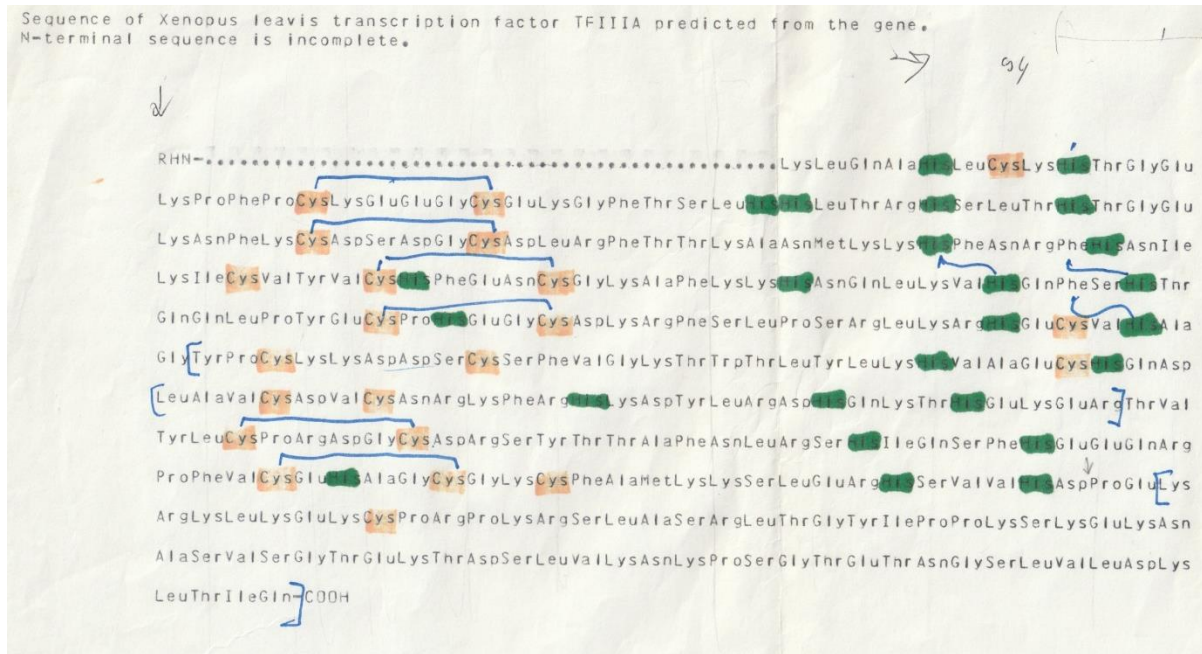 Sequence of Xenopus leavis transcription factor TFIIIA predicted from the gene.
N-terminal sequence is incomplete.
94
RHN-..................................................LysLeuGlnAlaHisLeuCysLysHisThrGlyGlu
LysProPheProCysLysGluGluGlyCysGluLysGlyPheThrSerLeuHisHisLeuThrArgHisSerLeuThrHisThrGlyGlu
LysAsnPheLysCysAspSerAspGlyCysAspLeuArgPheThrThrLysAlaAsnMetLysLysHisPheAsnArgPheHisAsnIle
LysIleCysValTyrValCysHisPheGluAsnCysGlyLysAlaPheLysLysHisAsnGlnLeuLysValHisGlnPheSerHisThr
GlnGlnLeuProTyrGluCysProHisGluGlyCysAspLysArgPheSerLeuProSerArgLeuLysArgHisGluCysValHisAla
GlyTyrProCysLysLysAspAspSerCysSerPheValGlyLysThrTrpThrLeuTyrLeuLysHisValAlaGluCysHisGlnAsp
LeuAlaValCysAspValCysAsnArgLysPheArgHisLysAspTyrLeuArgAspHisGlnLysThrHisGluLysGluArgThrVal
TyrLeuCysProArgAspGlyCysAspArgSerTyrThrThrAlaPheAsnLeuArgSerHisIleGlnSerPheHisGluGluGlnArg
ProPheValCysGluHisAlaGlyCysGlyLysCysPheAlaMetLysLysSerLeuGluArgHisSerValValHisAspProGluLys
ArgLysLeuLysGluLysCysProArgProLysArgSerLeuAlaSerArgLeuThrGlyTyrIleProProLysSerLysGluLysAsn
AlaSerValSerGlyThrGluLysThrAspSerLeuValLysAsnLysProSerGlyThrGluThrAsnGlySerLeuValLeuAspLys
LeuThrIleGln-COOH